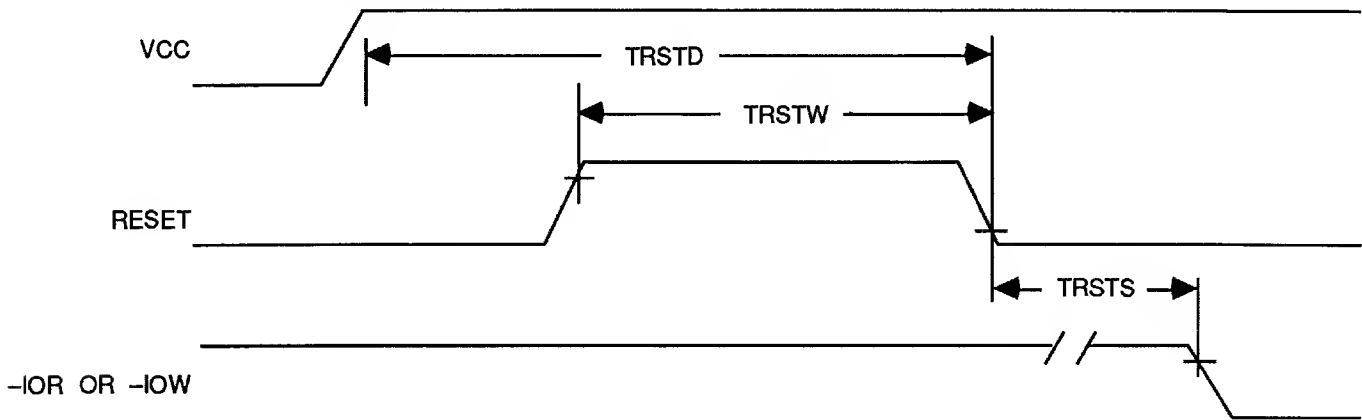 VCC
TRSTD
TRSTW
RESET
TRSTS
–IOR OR –IOW